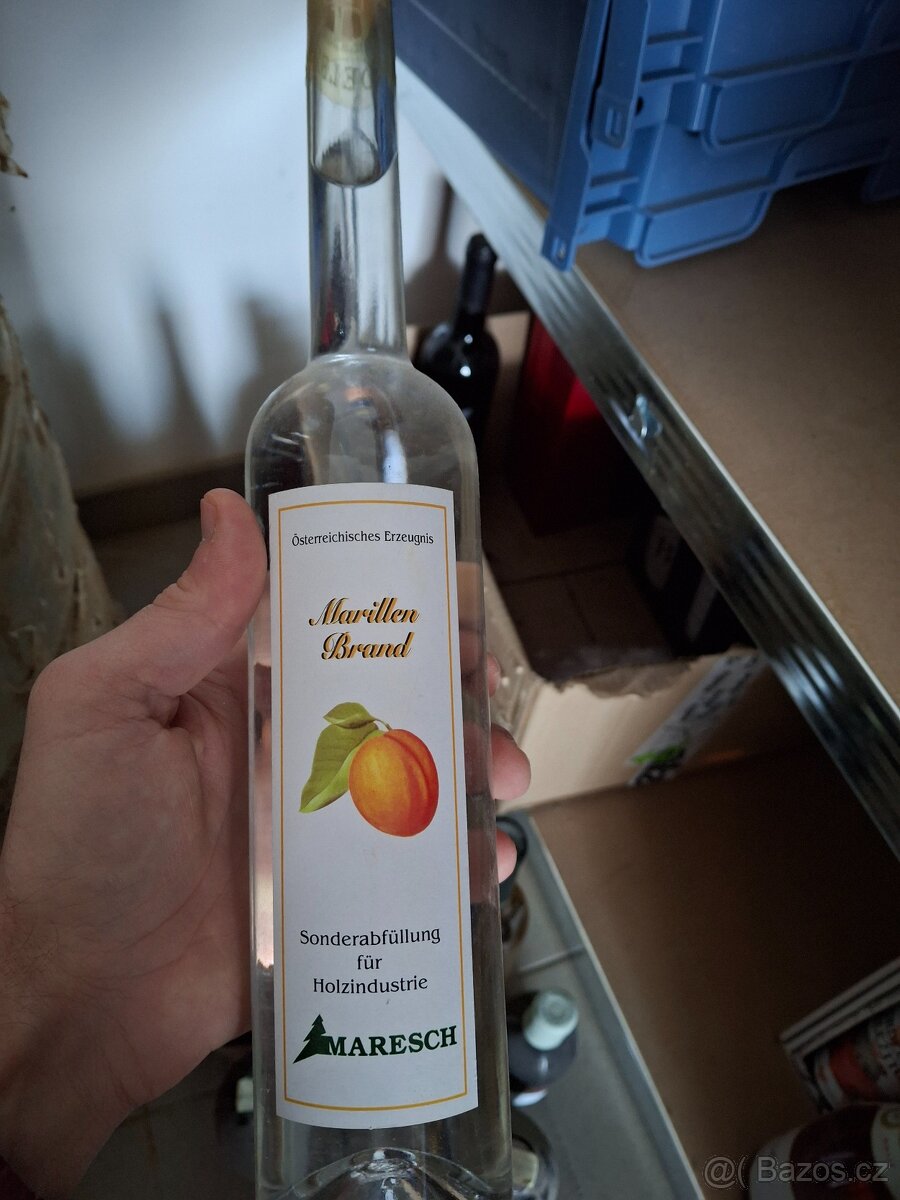 Österreichisches Erzeugnis
Marillen
Brand
Sonderabfüllung
für
Holzindustrie
MARESCH
@( Bazos.cz